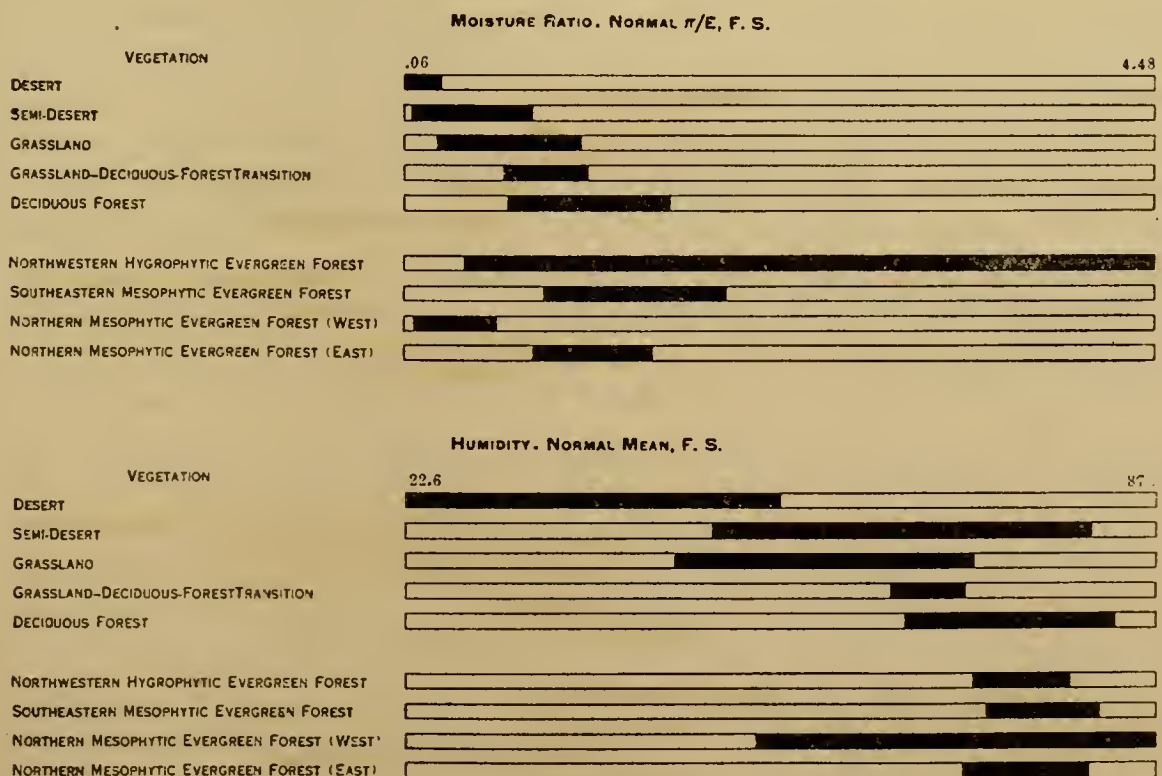 MOISTURE RATIO. NORMAL π/E, F. S.
VEGETATION
.06 4.48
DESERT
SEMI-DESERT
GRASSLAND
GRASSLAND-DECIDUOUS-FOREST TRANSITION
DECIDUOUS FOREST
NORTHWESTERN HYGROPHYTIC EVERGREEN FOREST
SOUTHEASTERN MESOPHYTIC EVERGREEN FOREST
NORTHERN MESOPHYTIC EVERGREEN FOREST (WEST)
NORTHERN MESOPHYTIC EVERGREEN FOREST (EAST)
HUMIDITY. NORMAL MEAN, F. S.
VEGETATION
22.6 87.
DESERT
SEMI-DESERT
GRASSLAND
GRASSLAND-DECIDUOUS-FOREST TRANSITION
DECIDUOUS FOREST
NORTHWESTERN HYGROPHYTIC EVERGREEN FOREST
SOUTHEASTERN MESOPHYTIC EVERGREEN FOREST
NORTHERN MESOPHYTIC EVERGREEN FOREST (WEST)
NORTHERN MESOPHYTIC EVERGREEN FOREST (EAST)